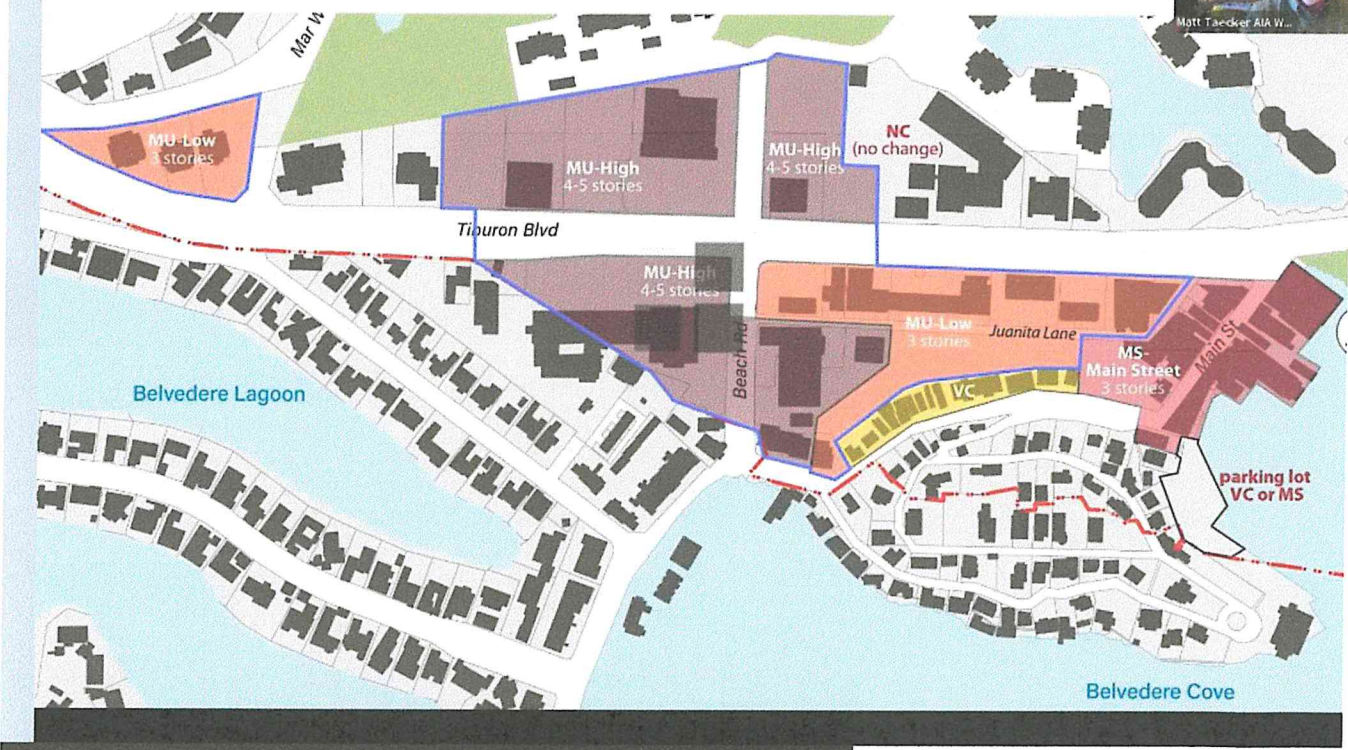 Matt Taecker AIA W...
Mar W
MU-Low
3 stories
MU-High
4-5 stories
MU-High
4-5 stories
NC
(no change)
Tiburon Blvd
MU-High
4-5 stories
MU-Low
3 stories
Juanita Lane
Beach Rd
MS-
Main Street
3 stories
Main St
VC
Belvedere Lagoon
parking lot
VC or MS
Belvedere Cove